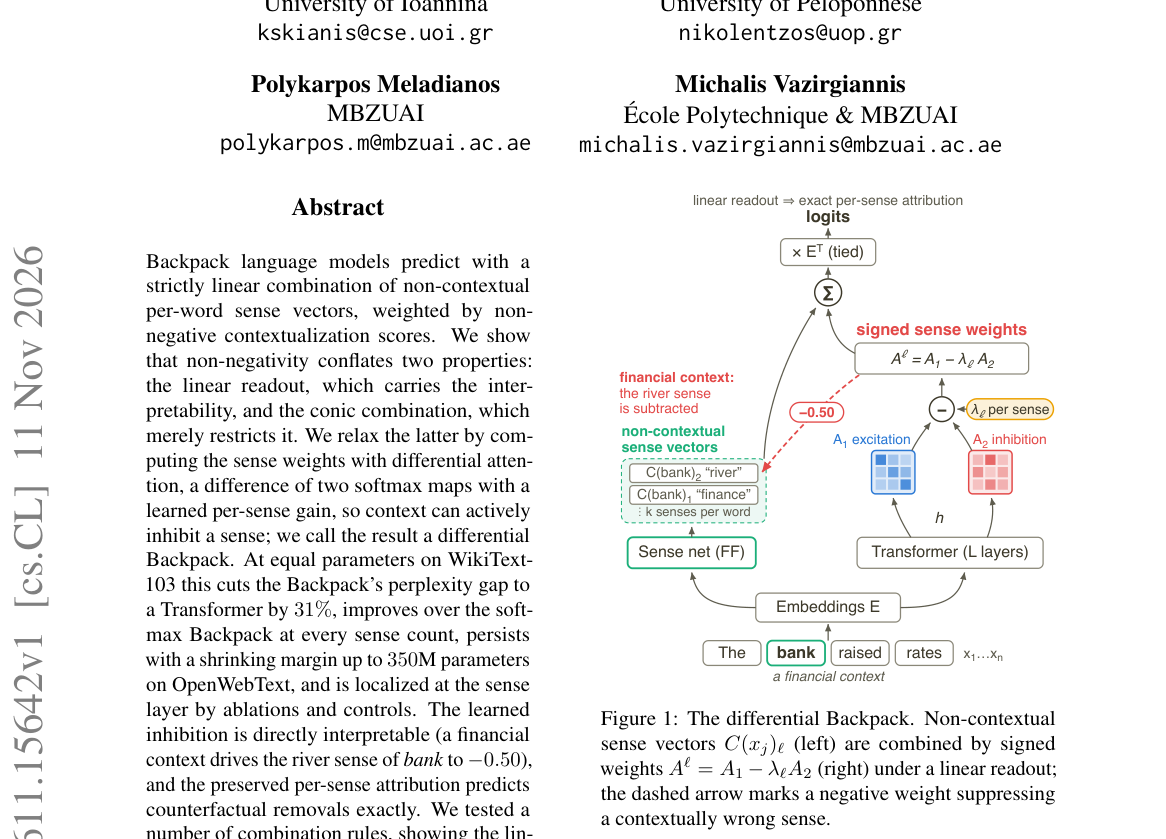 University of Ioannina
kskianis@cse.uoi.gr
University of Peloponnese
nikolentzos@uop.gr
Polykarpos Meladianos
MBZUAI
polykarpos.m@mbzuai.ac.ae
Michalis Vazirgiannis
École Polytechnique & MBZUAI
michalis.vazirgiannis@mbzuai.ac.ae
611.15642v1 [cs.CL] 11 Nov 2026
Abstract
Backpack language models predict with a
strictly linear combination of non-contextual
per-word sense vectors, weighted by non-
negative contextualization scores. We show
that non-negativity conflates two properties:
the linear readout, which carries the inter-
pretability, and the conic combination, which
merely restricts it. We relax the latter by com-
puting the sense weights with differential atten-
tion, a difference of two softmax maps with a
learned per-sense gain, so context can actively
inhibit a sense; we call the result a differential
Backpack. At equal parameters on WikiText-
103 this cuts the Backpack's perplexity gap to
a Transformer by 31%, improves over the soft-
max Backpack at every sense count, persists
with a shrinking margin up to 350M parameters
on OpenWebText, and is localized at the sense
layer by ablations and controls. The learned
inhibition is directly interpretable (a financial
context drives the river sense of bank to −0.50),
and the preserved per-sense attribution predicts
counterfactual removals exactly. We tested a
number of combination rules, showing the lin-
linear readout ⇒ exact per-sense attribution
logits
× Eᵀ (tied)
Σ
signed sense weights
A^ℓ = A₁ − λ_ℓ A₂
financial context:
the river sense
is subtracted
−0.50
−
λ_ℓ per sense
non-contextual
sense vectors
A₁ excitation
A₂ inhibition
C(bank)₂ “river”
C(bank)₁ “finance”
⋮ k senses per word
h
Sense net (FF)
Transformer (L layers)
Embeddings E
The bank raised rates x₁…xₙ
a financial context
Figure 1: The differential Backpack. Non-contextual
sense vectors C(x_j)_ℓ (left) are combined by signed
weights A^ℓ = A₁ − λ_ℓA₂ (right) under a linear readout;
the dashed arrow marks a negative weight suppressing
a contextually wrong sense.